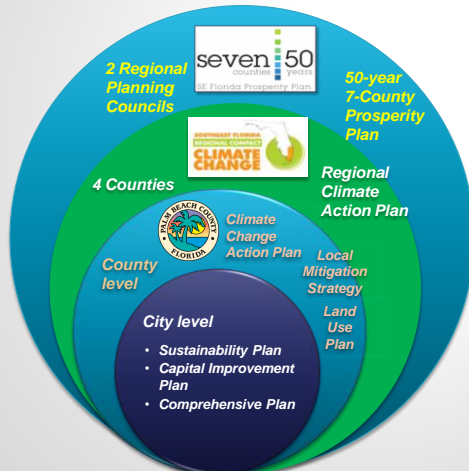 seven 50
counties years
SE Florida Prosperity Plan
2 Regional
Planning
Councils
50-year
7-County
Prosperity
Plan
SOUTHEAST FLORIDA
REGIONAL COMPACT
CLIMATE
CHANGE
4 Counties
Regional
Climate
Action Plan
PALM BEACH COUNTY
FLORIDA
Climate
Change
Action Plan
County
level
Local
Mitigation
Strategy
Land
Use
Plan
City level
• Sustainability Plan
• Capital Improvement
Plan
• Comprehensive Plan